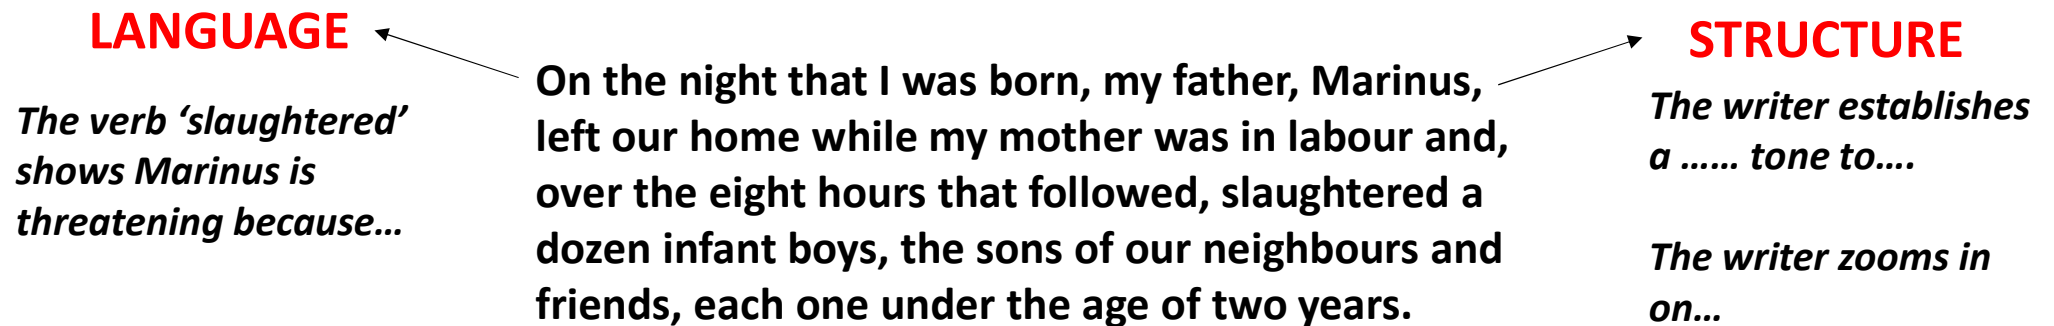 LANGUAGE
The verb ‘slaughtered’
shows Marinus is
threatening because…
On the night that I was born, my father, Marinus,
left our home while my mother was in labour and,
over the eight hours that followed, slaughtered a
dozen infant boys, the sons of our neighbours and
friends, each one under the age of two years.
STRUCTURE
The writer establishes
a …… tone to….
The writer zooms in
on…